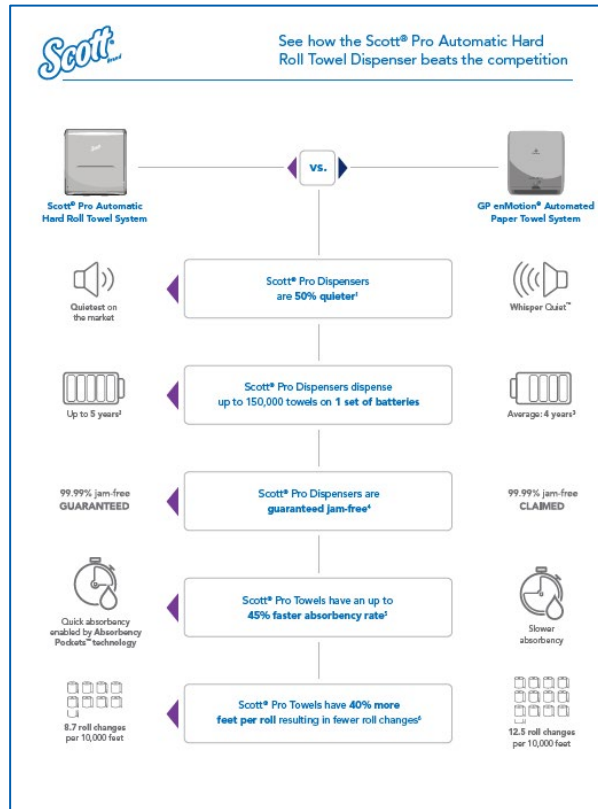 Scott
brand
See how the Scott® Pro Automatic Hard
Roll Towel Dispenser beats the competition
vs.
Scott® Pro Automatic
Hard Roll Towel System
GP enMotion® Automated
Paper Towel System
Quietest on
the market
Scott® Pro Dispensers
are 50% quieter¹
Whisper Quiet™
Up to 5 years²
Scott® Pro Dispensers dispense
up to 150,000 towels on 1 set of batteries
Average: 4 years³
99.99% jam-free
GUARANTEED
Scott® Pro Dispensers are
guaranteed jam-free⁴
99.99% jam-free
CLAIMED
Quick absorbency
enabled by Absorbency
Pockets™ technology
Scott® Pro Towels have an up to
45% faster absorbency rate⁵
Slower
absorbency
8.7 roll changes
per 10,000 feet
Scott® Pro Towels have 40% more
feet per roll resulting in fewer roll changes⁶
12.5 roll changes
per 10,000 feet